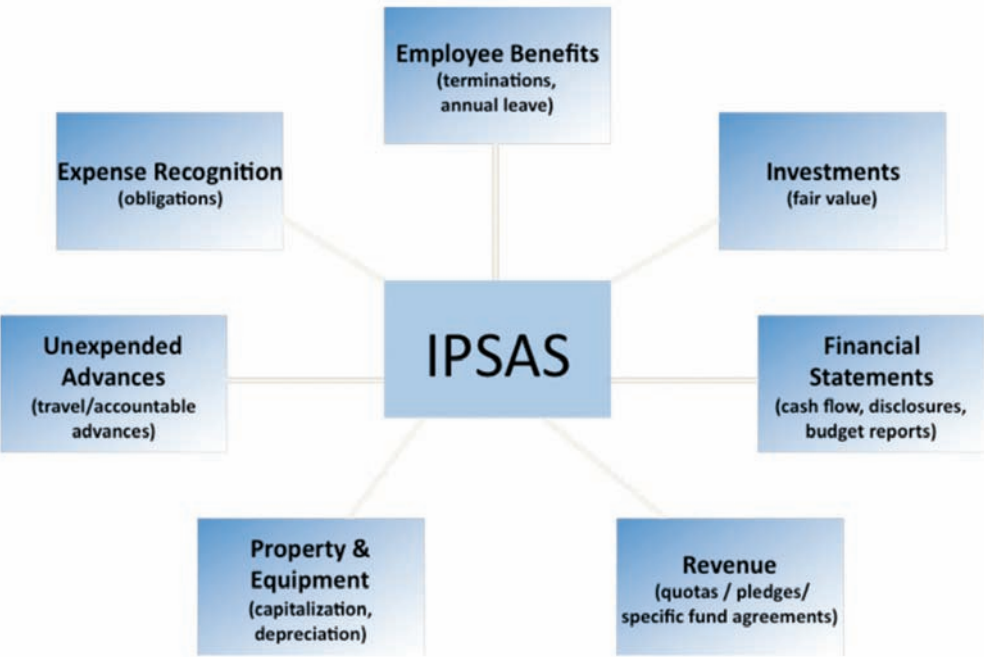 Employee Benefits
(terminations,
annual leave)
Expense Recognition
(obligations)
Investments
(fair value)
Unexpended
Advances
(travel/accountable
advances)
IPSAS
Financial
Statements
(cash flow, disclosures,
budget reports)
Property &
Equipment
(capitalization,
depreciation)
Revenue
(quotas / pledges/
specific fund agreements)